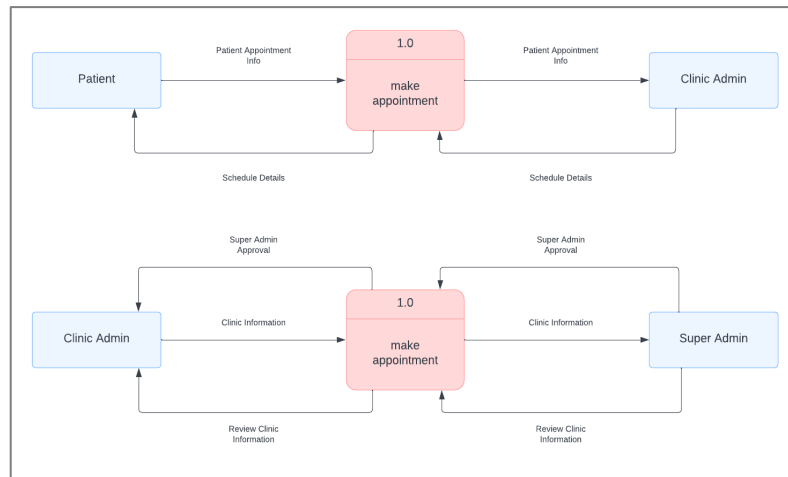 Patient Appointment
Info
1.0
Patient Appointment
Info
Patient
make
appointment
Clinic Admin
Schedule Details
Schedule Details
Super Admin
Approval
Super Admin
Approval
1.0
Clinic Admin
Clinic Information
make
appointment
Clinic Information
Super Admin
Review Clinic
Information
Review Clinic
Information